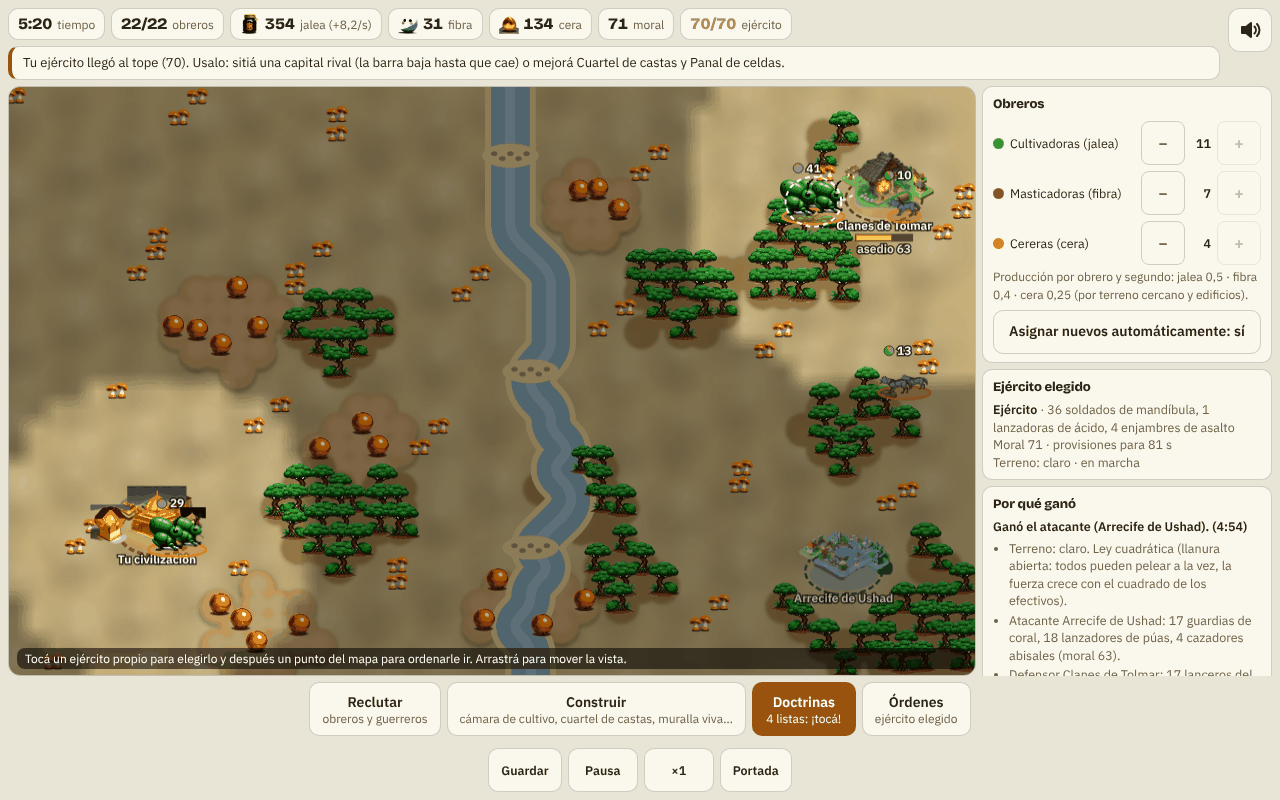 5:20 tiempo
22/22 obreros
354 jalea (+8,2/s)
31 fibra
134 cera
71 moral
70/70 ejército
Tu ejército llegó al tope (70). Usalo: sitiá una capital rival (la barra baja hasta que cae) o mejorá Cuartel de castas y Panal de celdas.
41
10
Clanes de Tolmar
asedio 63
13
29
Tu civilización
Arrecife de Ushad
Tocá un ejército propio para elegirlo y después un punto del mapa para ordenarle ir. Arrastrá para mover la vista.
Obreros
Cultivadoras (jalea) − 11 +
Masticadoras (fibra) − 7 +
Cereras (cera) − 4 +
Producción por obrero y segundo: jalea 0,5 · fibra
0,4 · cera 0,25 (por terreno cercano y edificios).
Asignar nuevos automáticamente: sí
Ejército elegido
Ejército · 36 soldados de mandíbula, 1
lanzadoras de ácido, 4 enjambres de asalto
Moral 71 · provisiones para 81 s
Terreno: claro · en marcha
Por qué ganó
Ganó el atacante (Arrecife de Ushad). (4:54)
• Terreno: claro. Ley cuadrática (llanura
abierta: todos pueden pelear a la vez, la
fuerza crece con el cuadrado de los
efectivos).
• Atacante Arrecife de Ushad: 17 guardias de
coral, 18 lanzadores de púas, 4 cazadores
abisales (moral 63).
• Defensor Clanes de Tolmar: 17 lanceros del
Reclutar
obreros y guerreros
Construir
cámara de cultivo, cuartel de castas, muralla viva...
Doctrinas
4 listas: ¡tocá!
Órdenes
ejército elegido
Guardar
Pausa
×1
Portada